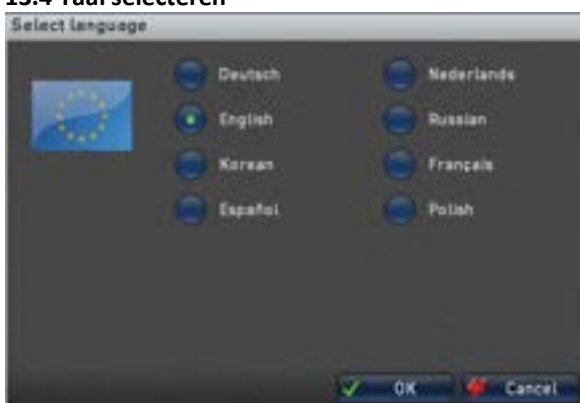 13.4 Taal selecteren
Select language
Deutsch
Nederlands
English
Russian
Korean
Français
Español
Polish
OK
Cancel